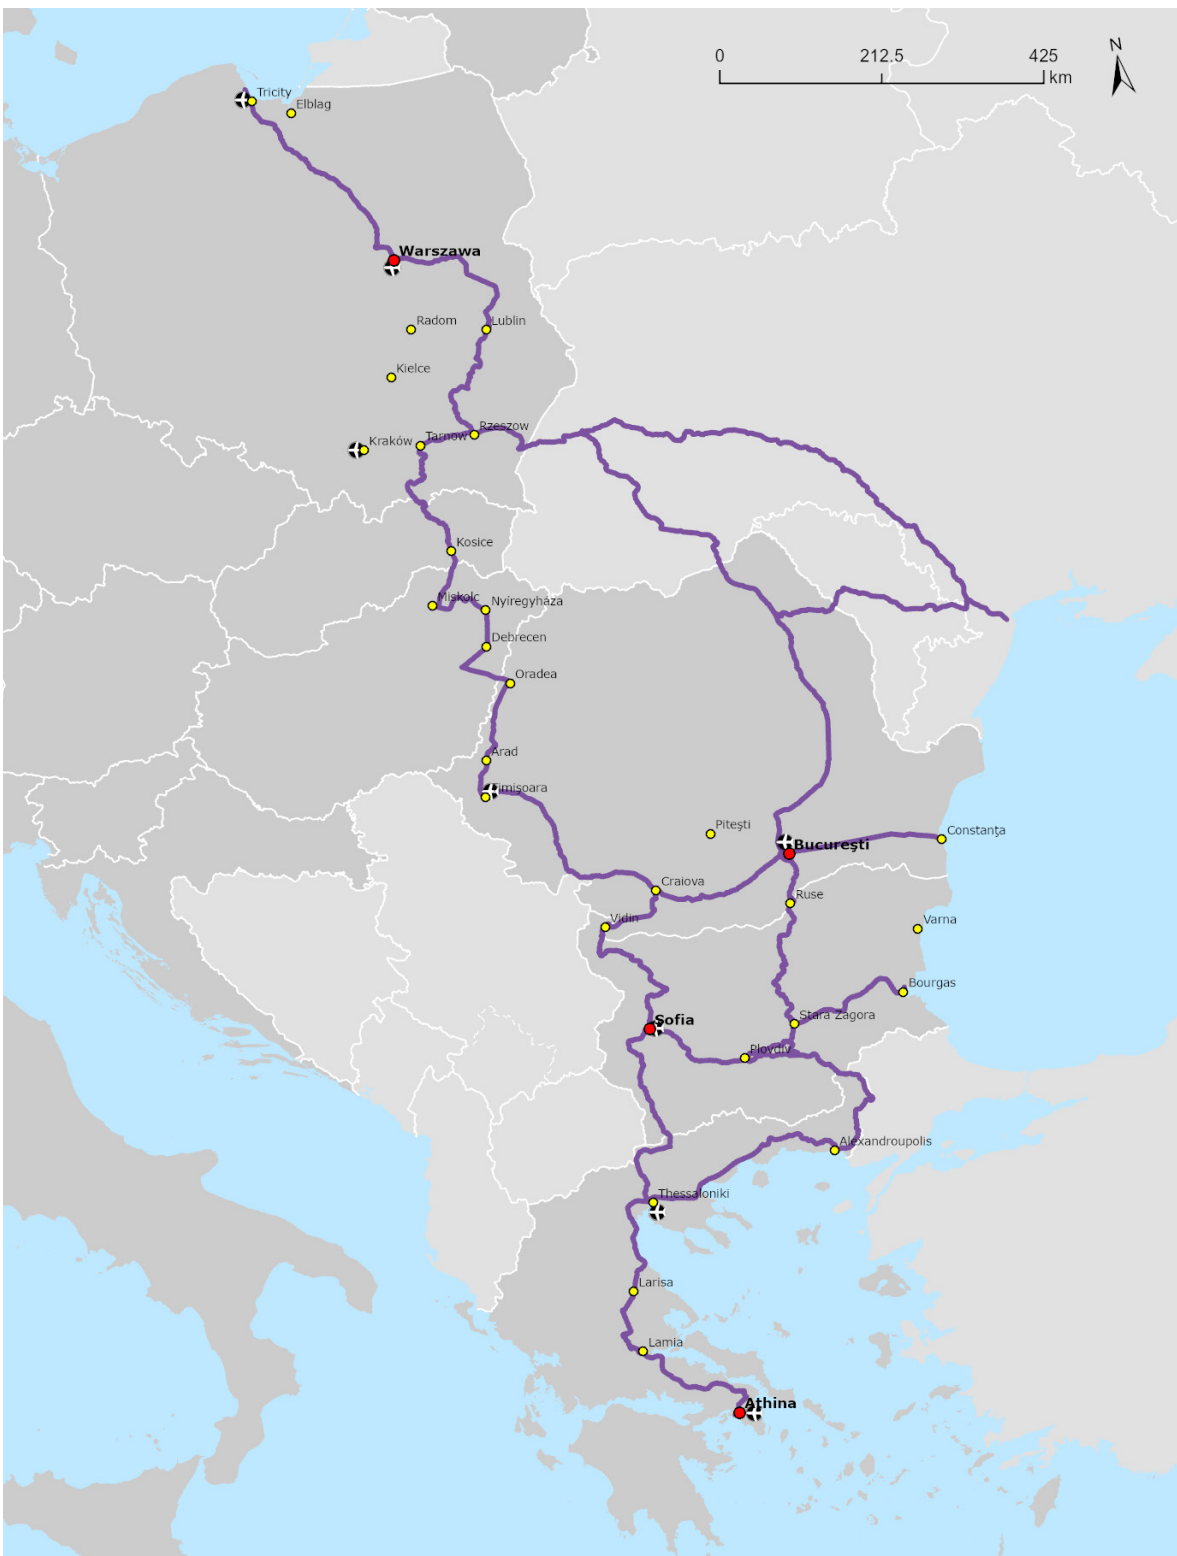 N
0 212.5 425
km
Tricity
Elblag
Warszawa
Radom
Lublin
Kielce
Rzeszow
Kraków
Tarnow
Kosice
Miskolc
Nyíregyháza
Debrecen
Oradea
Arad
Timişoara
Piteşti
Constanţa
Bucureşti
Craiova
Ruse
Vidin
Varna
Bourgas
Sofia
Stara Zagora
Plovdiv
Alexandroupolis
Thessaloniki
Larisa
Lamia
Athina